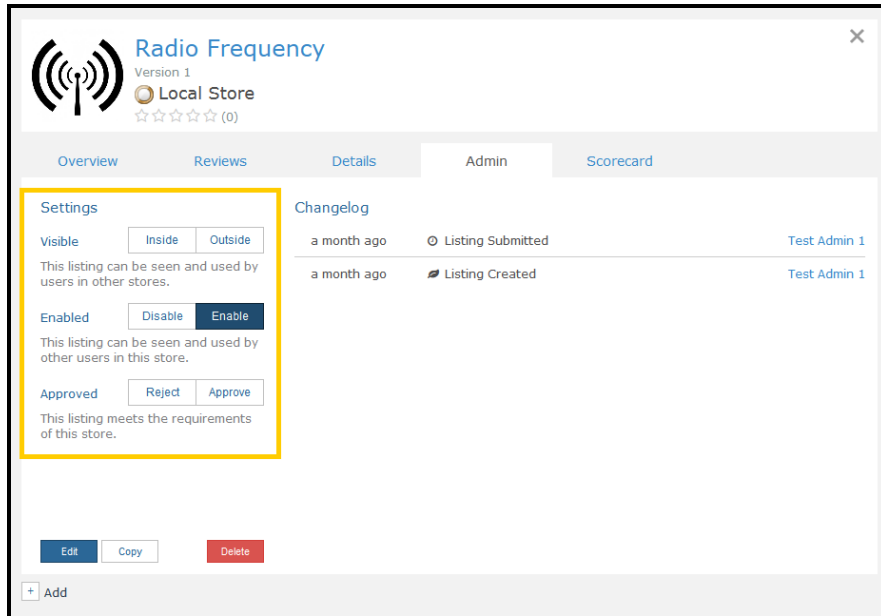 Radio Frequency
Version 1
Local Store
(0)
Overview Reviews Details Admin Scorecard
Settings
Visible Inside Outside
This listing can be seen and used by
users in other stores.
Enabled Disable Enable
This listing can be seen and used by
other users in this store.
Approved Reject Approve
This listing meets the requirements
of this store.
Changelog
a month ago Listing Submitted Test Admin 1
a month ago Listing Created Test Admin 1
Edit Copy Delete
+ Add